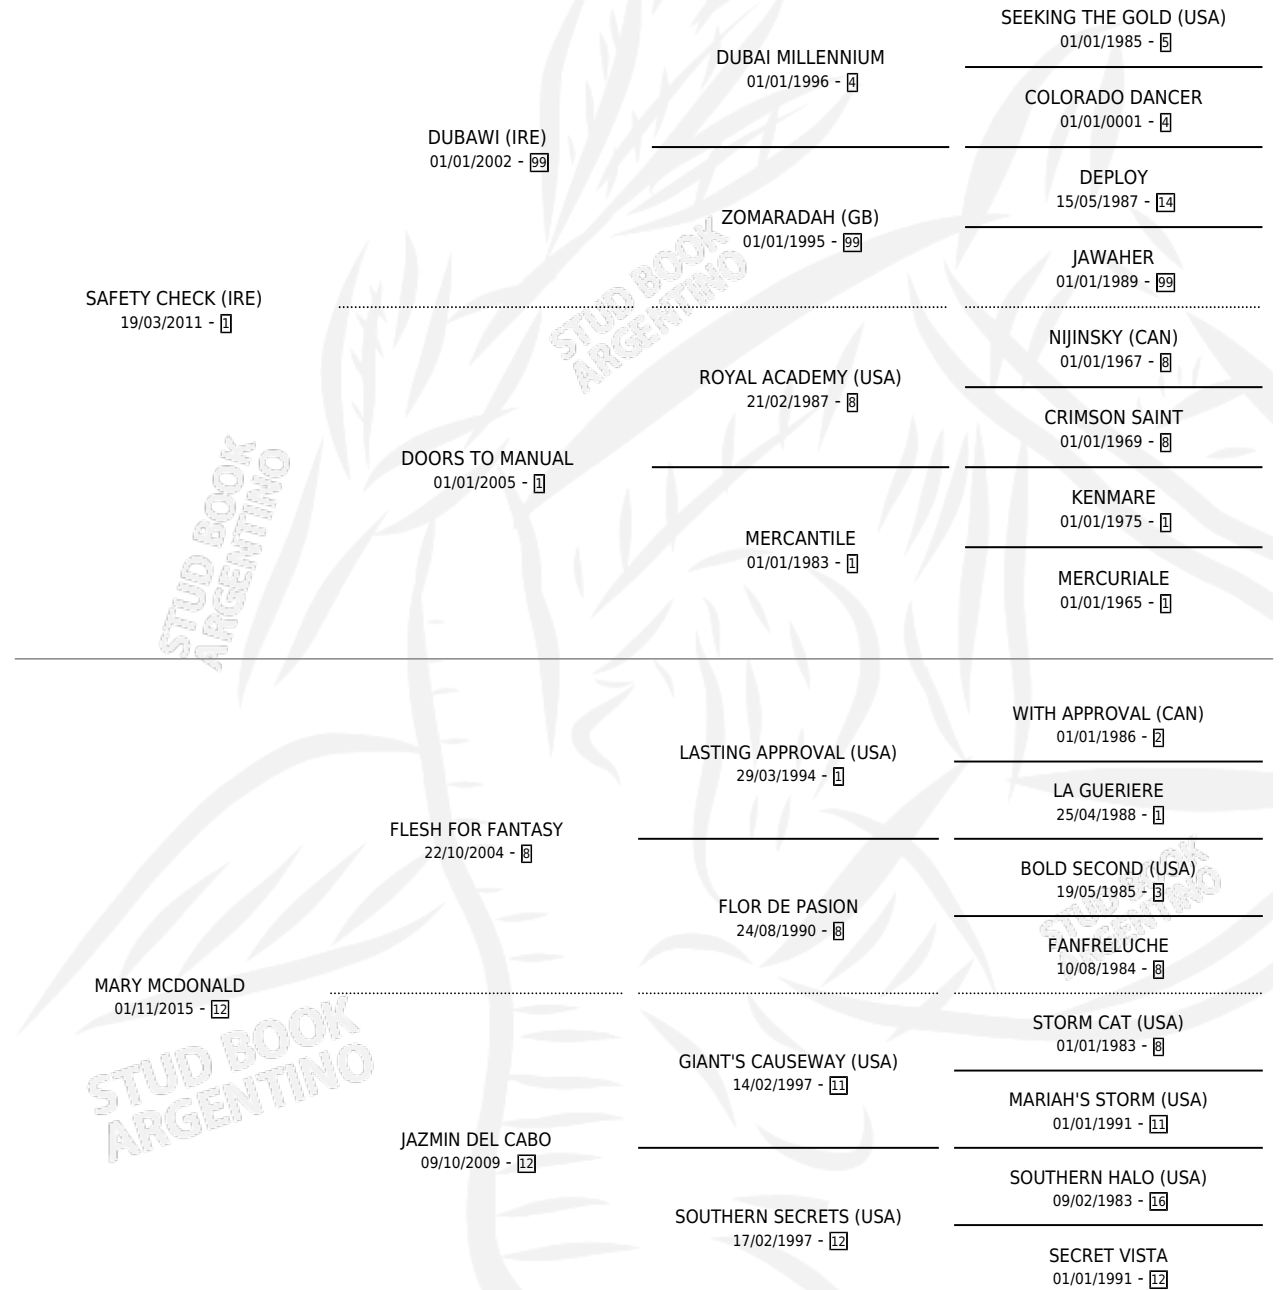 SEEKING THE GOLD (USA)
01/01/1985 - 5
DUBAI MILLENNIUM
01/01/1996 - 4
COLORADO DANCER
01/01/0001 - 4
DUBAWI (IRE)
01/01/2002 - 99
DEPLOY
15/05/1987 - 14
ZOMARADAH (GB)
01/01/1995 - 99
JAWAHER
01/01/1989 - 99
SAFETY CHECK (IRE)
19/03/2011 - 1
STUD BOOK
ARGENTINO
NIJINSKY (CAN)
01/01/1967 - 8
ROYAL ACADEMY (USA)
21/02/1987 - 8
CRIMSON SAINT
01/01/1969 - 8
DOORS TO MANUAL
01/01/2005 - 1
KENMARE
01/01/1975 - 1
MERCANTILE
01/01/1983 - 1
MERCURIALE
01/01/1965 - 1
STUD BOOK
ARGENTINO
WITH APPROVAL (CAN)
01/01/1986 - 2
LASTING APPROVAL (USA)
29/03/1994 - 1
LA GUERIERE
25/04/1988 - 1
FLESH FOR FANTASY
22/10/2004 - 8
BOLD SECOND (USA)
19/05/1985 - 3
FLOR DE PASION
24/08/1990 - 8
STUD BOOK
ARGENTINO
FANFRELUCHE
10/08/1984 - 8
MARY MCDONALD
01/11/2015 - 12
STORM CAT (USA)
01/01/1983 - 8
GIANT'S CAUSEWAY (USA)
14/02/1997 - 11
MARIAH'S STORM (USA)
01/01/1991 - 11
STUD BOOK
ARGENTINO
JAZMIN DEL CABO
09/10/2009 - 12
SOUTHERN HALO (USA)
09/02/1983 - 16
SOUTHERN SECRETS (USA)
17/02/1997 - 12
SECRET VISTA
01/01/1991 - 12